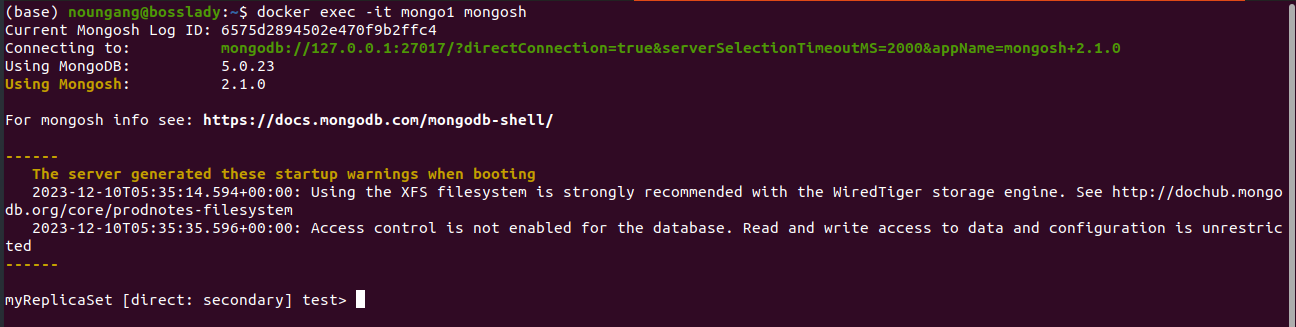 (base) noungang@bosslady:~$ docker exec -it mongo1 mongosh
Current Mongosh Log ID: 6575d2894502e470f9b2ffc4
Connecting to:          mongodb://127.0.0.1:27017/?directConnection=true&serverSelectionTimeoutMS=2000&appName=mongosh+2.1.0
Using MongoDB:          5.0.23
Using Mongosh:          2.1.0
For mongosh info see: https://docs.mongodb.com/mongodb-shell/
------
   The server generated these startup warnings when booting
   2023-12-10T05:35:14.594+00:00: Using the XFS filesystem is strongly recommended with the WiredTiger storage engine. See http://dochub.mongo
db.org/core/prodnotes-filesystem
   2023-12-10T05:35:35.596+00:00: Access control is not enabled for the database. Read and write access to data and configuration is unrestric
ted
------
myReplicaSet [direct: secondary] test>